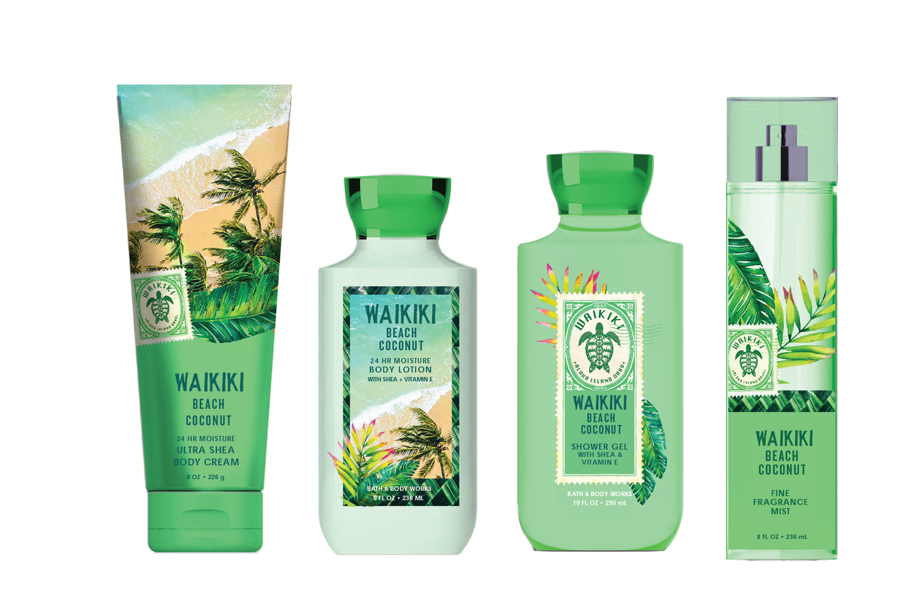 WAIKIKI
WAIKIKI
BEACH
COCONUT
24 HR MOISTURE
ULTRA SHEA
BODY CREAM
8 OZ • 226 g
WAIKIKI
BEACH
COCONUT
24 HR MOISTURE
BODY LOTION
WITH SHEA + VITAMIN E
BATH & BODY WORKS
8 FL OZ • 236 mL
WAIKIKI
WAIKIKI
BEACH
COCONUT
SHOWER GEL
WITH SHEA &
VITAMIN E
BATH & BODY WORKS
10 FL OZ • 295 mL
WAIKIKI
WAIKIKI
BEACH
COCONUT
FINE
FRAGRANCE
MIST
8 FL OZ • 236 mL